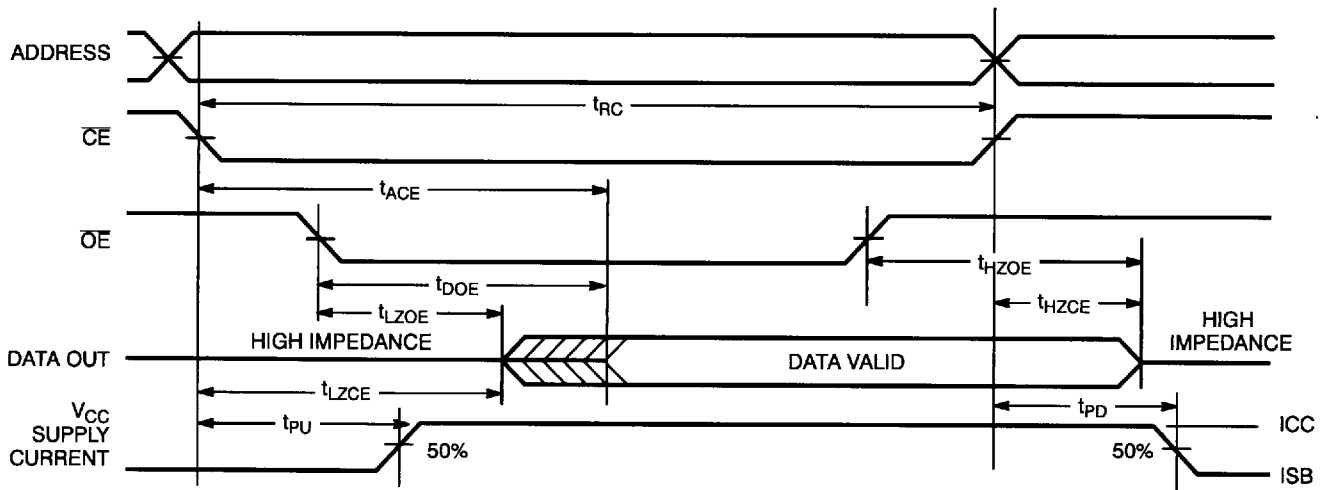 ADDRESS
tRC
CE
tACE
OE
tHZOE
tDOE
tLZOE
tHZCE
HIGH IMPEDANCE
HIGH
IMPEDANCE
DATA OUT
DATA VALID
tLZCE
VCC
SUPPLY
CURRENT
tPU
50%
tPD
50%
ICC
ISB